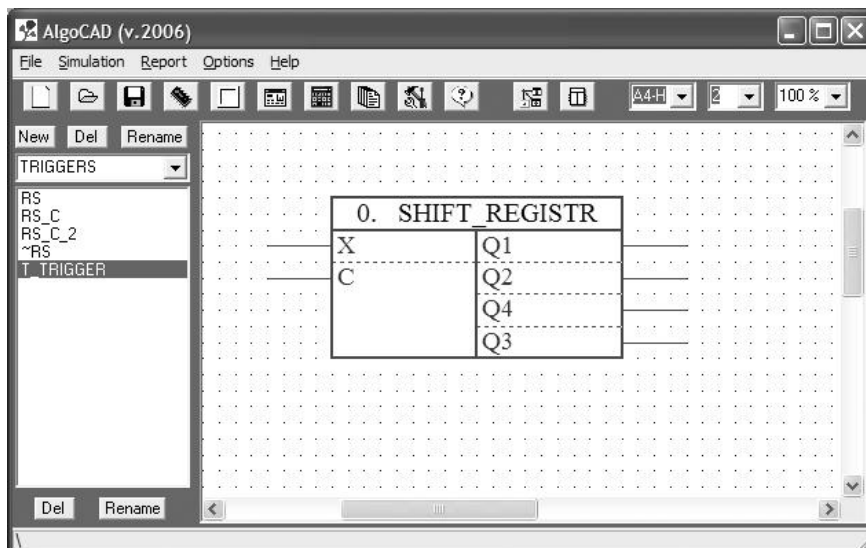 AlgoCAD (v.2006)
File Simulation Report Options Help
A4-H 2 100 %
New Del Rename
TRIGGERS
RS
RS_C
RS_C_2
~RS
T_TRIGGER
0. SHIFT_REGISTR
X Q1
C Q2
Q4
Q3
Del Rename
\